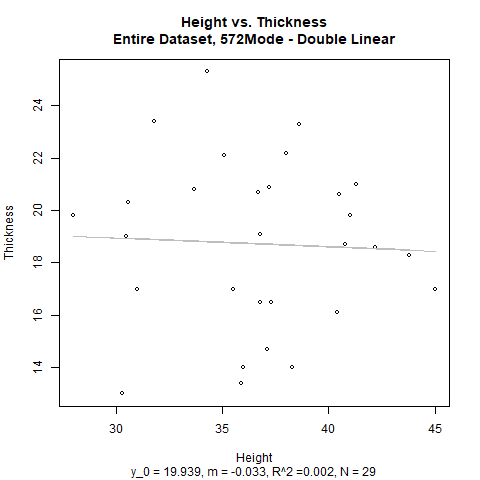 Height vs. Thickness
Entire Dataset, 572Mode - Double Linear
Thickness
24
22
20
18
16
14
30 35 40 45
Height
y_0 = 19.939, m = -0.033, R^2 =0.002, N = 29